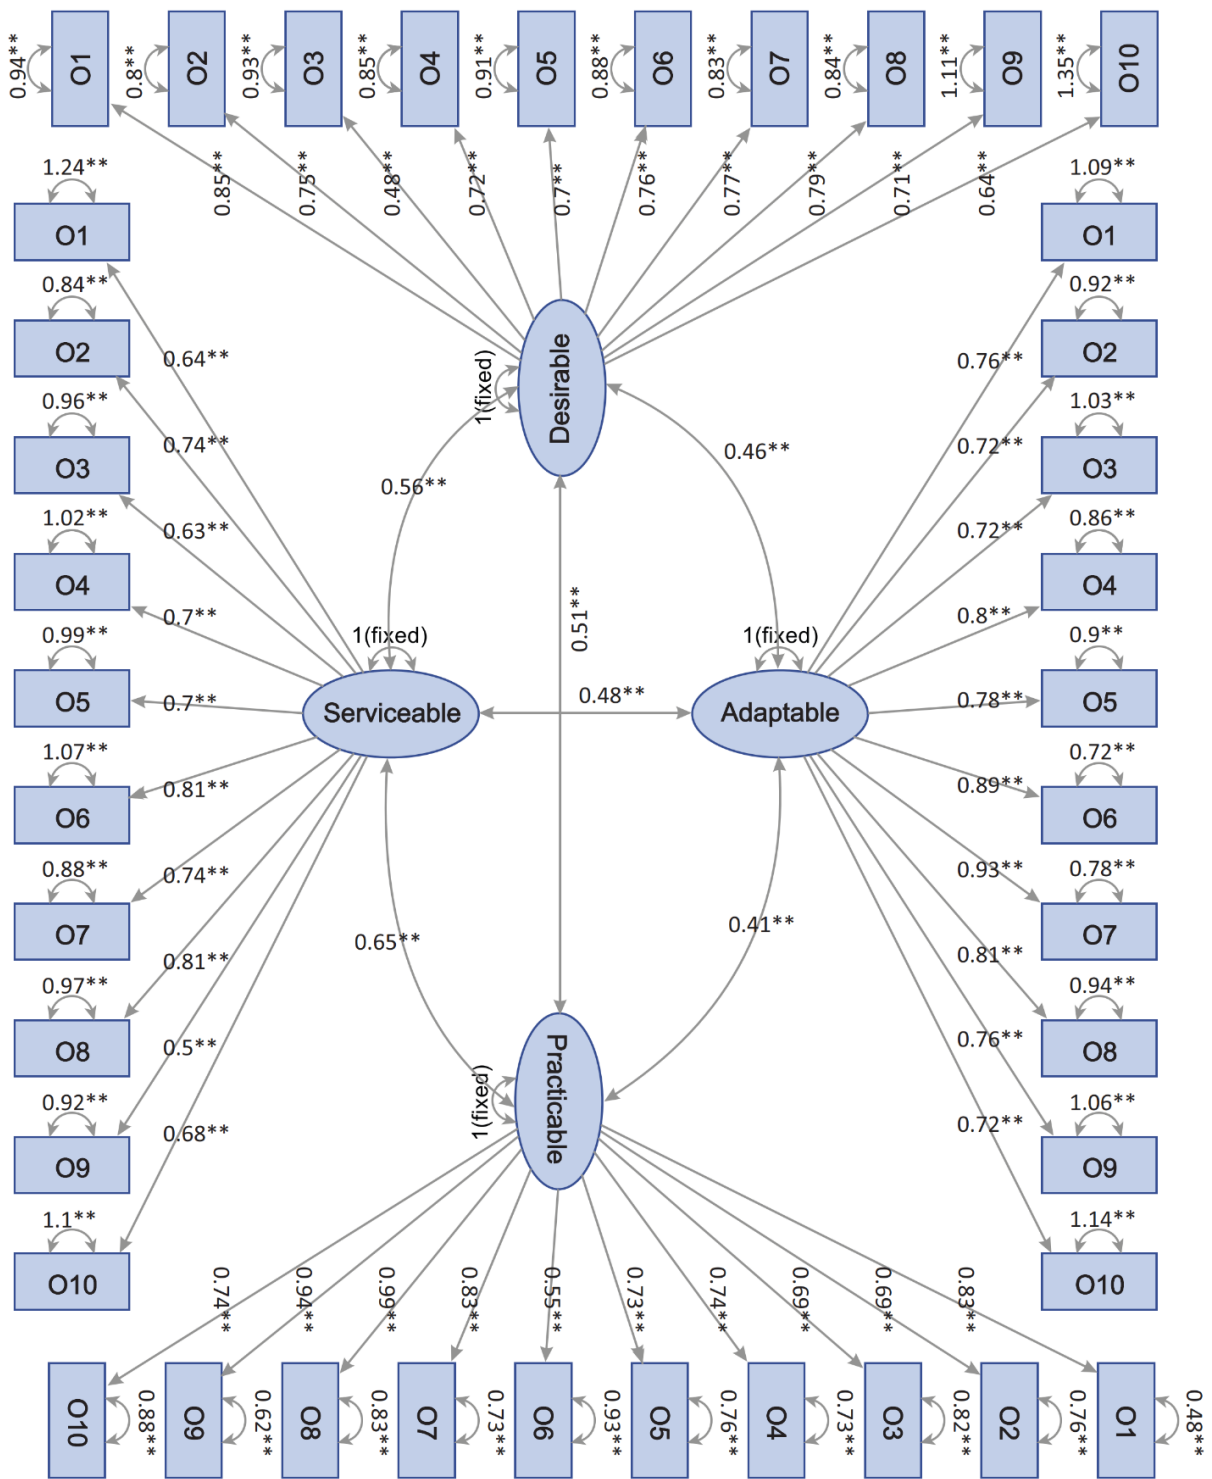 0.94**
0.8**
0.93**
0.85**
0.91**
0.88**
0.83**
0.84**
1.11**
1.35**
O1
O2
O3
O4
O5
O6
O7
O8
O9
O10
0.85**
0.75**
0.48**
0.72**
0.7**
0.76**
0.77**
0.79**
0.71**
0.64**
Desirable
1(fixed)
1.24**
O1
0.84**
O2
0.96**
O3
1.02**
O4
0.99**
O5
1.07**
O6
0.88**
O7
0.97**
O8
0.92**
O9
1.1**
O10
0.64**
0.74**
0.63**
0.7**
0.7**
0.81**
0.74**
0.81**
0.5**
0.68**
1(fixed)
Serviceable
0.56**
0.46**
0.51**
0.48**
0.65**
0.41**
1(fixed)
Adaptable
0.76**
0.72**
0.72**
0.8**
0.78**
0.89**
0.93**
0.81**
0.76**
0.72**
1.09**
O1
0.92**
O2
1.03**
O3
0.86**
O4
0.9**
O5
0.72**
O6
0.78**
O7
0.94**
O8
1.06**
O9
1.14**
O10
1(fixed)
Practicable
0.74**
0.94**
0.99**
0.83**
0.55**
0.73**
0.74**
0.69**
0.69**
0.83**
O10
O9
O8
O7
O6
O5
O4
O3
O2
O1
0.88**
0.62**
0.83**
0.73**
0.93**
0.76**
0.73**
0.82**
0.76**
0.48**